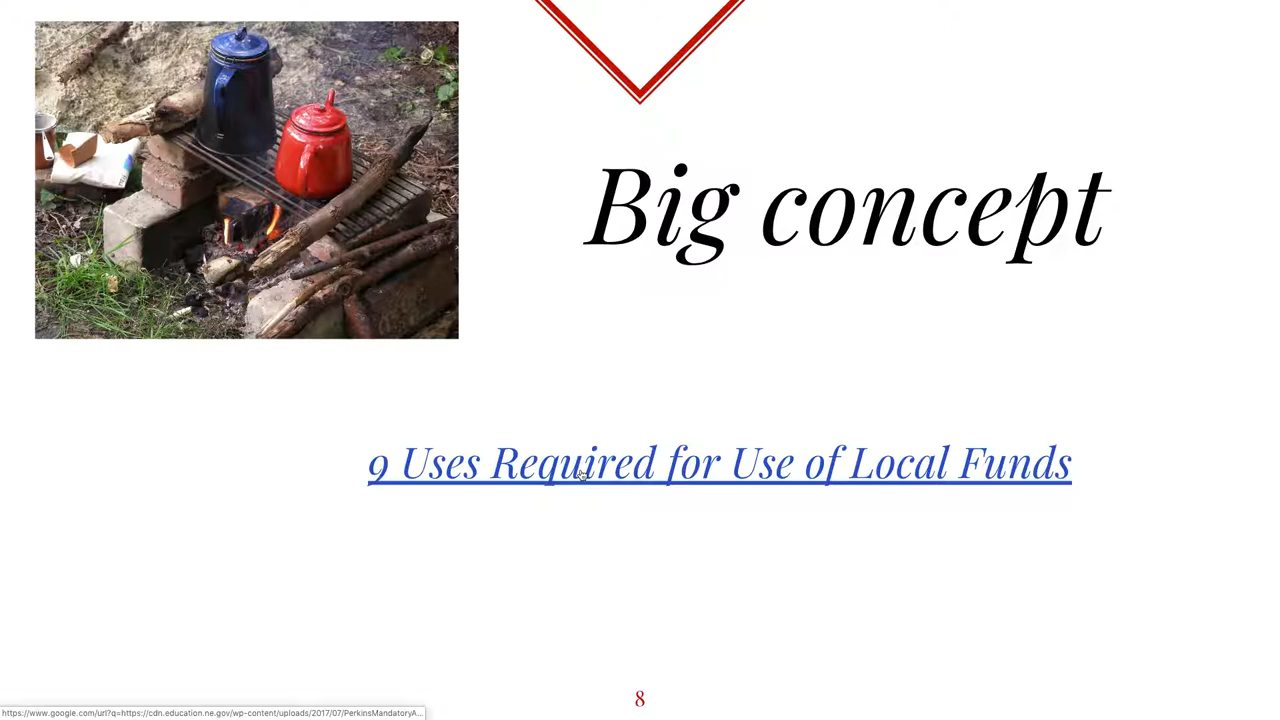 Big concept
9 Uses Required for Use of Local Funds
8
https://www.google.com/url?q=https://cdn.education.ne.gov/wp-content/uploads/2017/07/PerkinsMandatoryA...